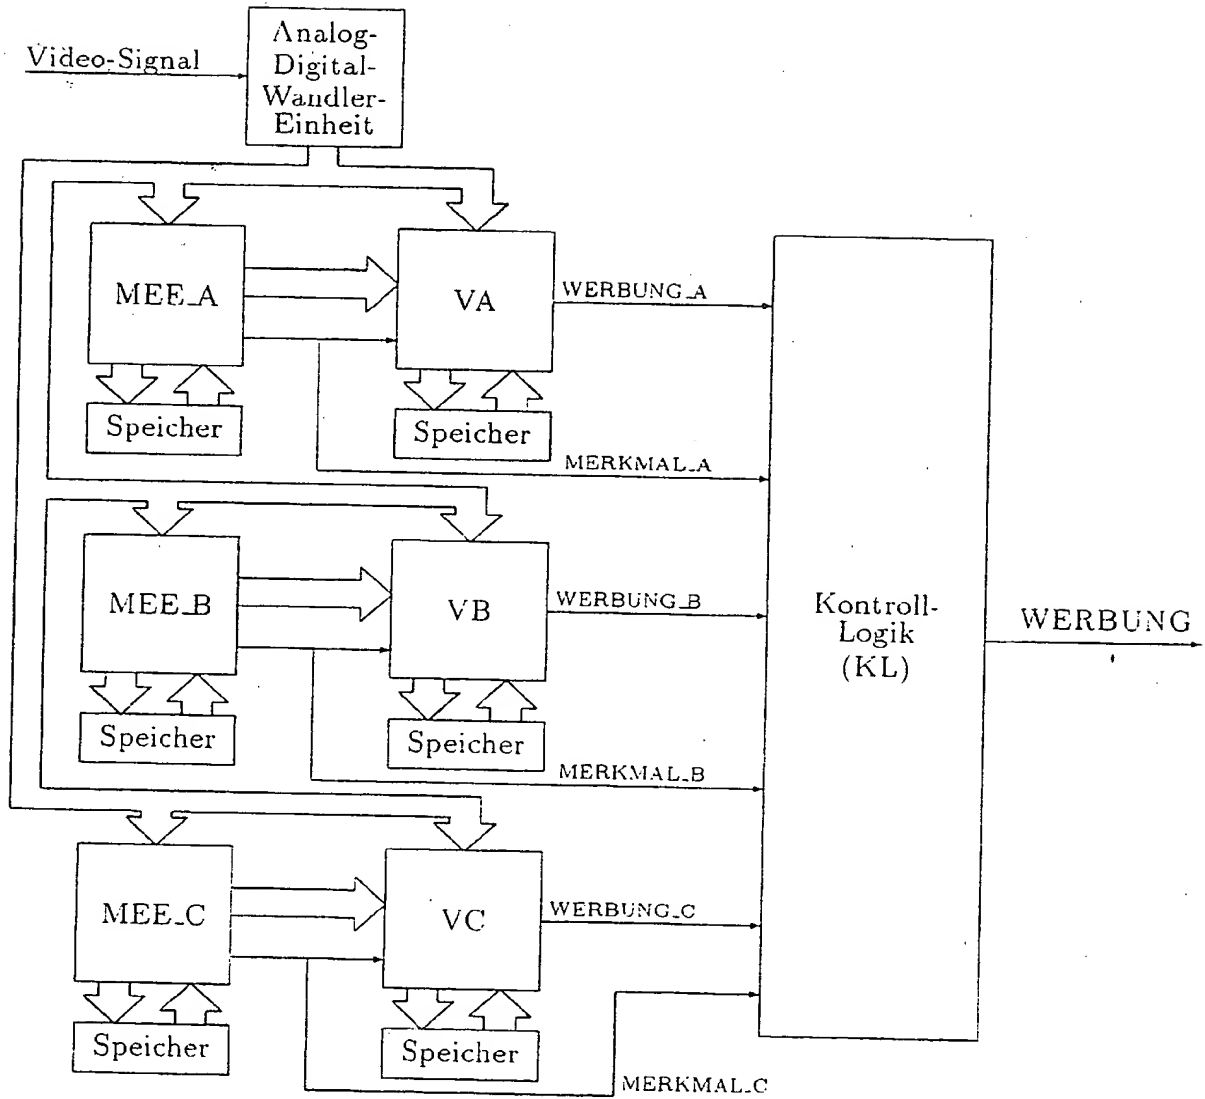 Video-Signal
Analog-
Digital-
Wandler-
Einheit
MEE_A
VA
WERBUNG_A
Speicher
Speicher
MERKMAL_A
MEE_B
VB
WERBUNG_B
Speicher
Speicher
MERKMAL_B
MEE_C
VC
WERBUNG_C
Speicher
Speicher
MERKMAL_C
Kontroll-
Logik
(KL)
WERBUNG